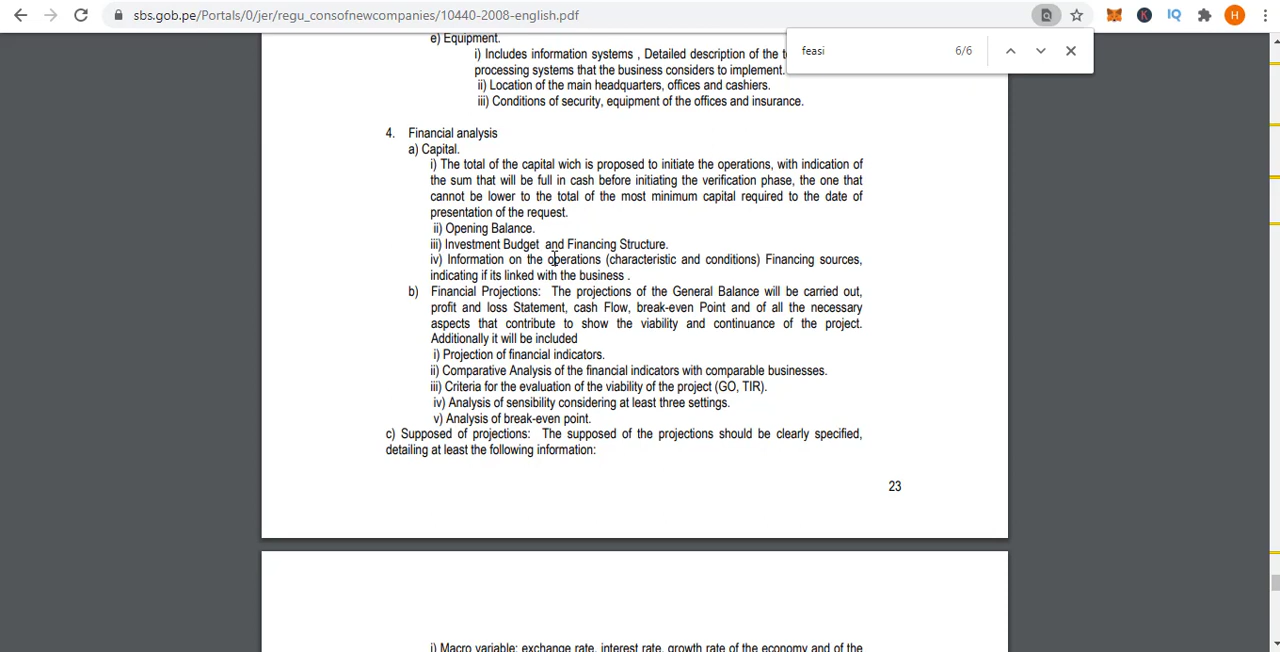 sbs.gob.pe/Portals/0/jer/regu_consofnewcompanies/10440-2008-english.pdf
K
IQ
H
feasi
6/6
e) Equipment.
i) Includes information systems , Detailed description of the
processing systems that the business considers to implement.
ii) Location of the main headquarters, offices and cashiers.
iii) Conditions of security, equipment of the offices and insurance.
4. Financial analysis
a) Capital.
i) The total of the capital wich is proposed to initiate the operations, with indication of
the sum that will be full in cash before initiating the verification phase, the one that
cannot be lower to the total of the most minimum capital required to the date of
presentation of the request.
ii) Opening Balance.
iii) Investment Budget and Financing Structure.
iv) Information on the operations (characteristic and conditions) Financing sources,
indicating if its linked with the business .
b) Financial Projections: The projections of the General Balance will be carried out,
profit and loss Statement, cash Flow, break-even Point and of all the necessary
aspects that contribute to show the viability and continuance of the project.
Additionally it will be included
i) Projection of financial indicators.
ii) Comparative Analysis of the financial indicators with comparable businesses.
iii) Criteria for the evaluation of the viability of the project (GO, TIR).
iv) Analysis of sensibility considering at least three settings.
v) Analysis of break-even point.
c) Supposed of projections: The supposed of the projections should be clearly specified,
detailing at least the following information:
23
i) Macro variable: exchange rate, interest rate, growth rate of the economy and of the